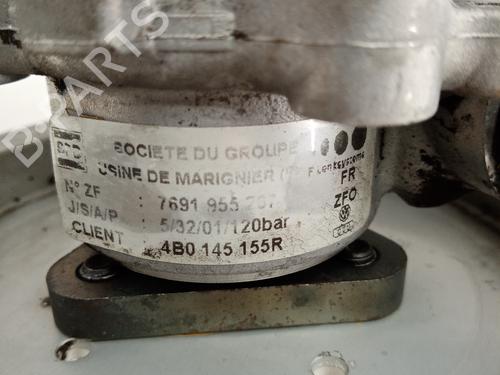 SOCIETE DU GROUPE
USINE DE MARIGNIER
N° ZF 7691 955
J/S/A/P 5/32/01/120bar
CLIENT 4B0 145 155R
FR
ZFO
B-PARTS